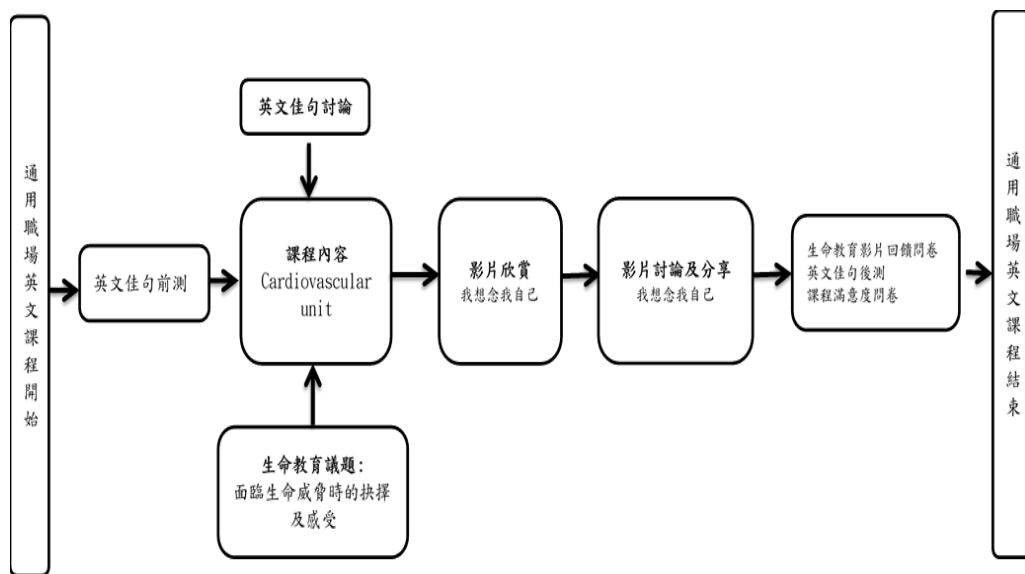 通用職場英文課程開始
英文佳句前測
英文佳句討論
課程內容
Cardiovascular
unit
生命教育議題:
面臨生命威脅時的抉擇
及感受
影片欣賞
我想念我自己
影片討論及分享
我想念我自己
生命教育影片回饋問卷
英文佳句後測
課程滿意度問卷
通用職場英文課程結束